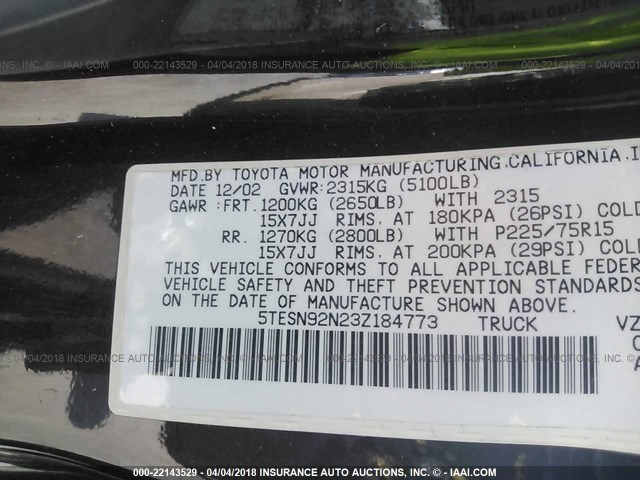 000-22143529 - 04/04/2018 INSURANCE AUTO AUCTIONS, INC. - © - IAAI.COM
MFD.BY TOYOTA MOTOR MANUFACTURING.CALIFORNIA.I
DATE 12/02 GVWR:2315KG (5100LB)
GAWR :FRT.1200KG (2650LB) WITH 2315
15X7JJ RIMS. AT 180KPA (26PSI) COLD
RR. 1270KG (2800LB) WITH P225/75R15
15X7JJ RIMS. AT 200KPA (29PSI) COLD
THIS VEHICLE CONFORMS TO ALL APPLICABLE FEDER
VEHICLE SAFETY AND THEFT PREVENTION STANDARDS
ON THE DATE OF MANUFACTURE SHOWN ABOVE.
5TESN92N23Z184773 TRUCK VZ
C
A
000-22143529 - 04/04/2018 INSURANCE AUTO AUCTIONS, INC. - © - IAAI.COM